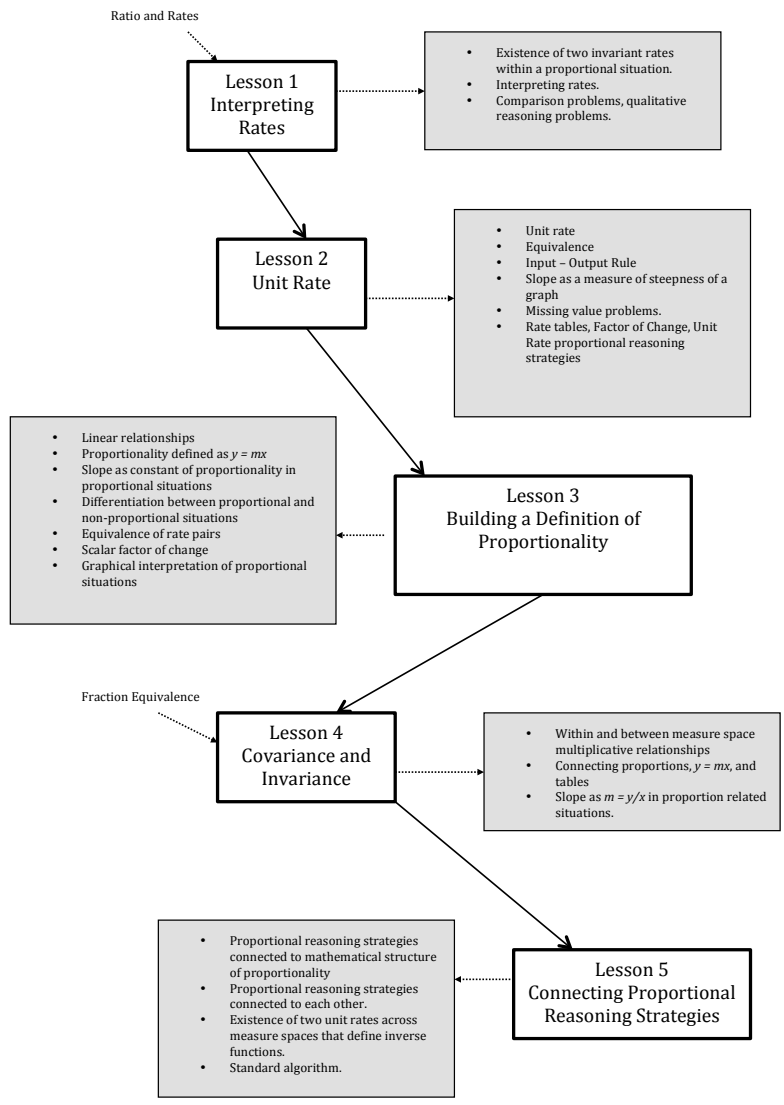 Ratio and Rates
Lesson 1
Interpreting
Rates
• Existence of two invariant rates
within a proportional situation.
• Interpreting rates.
• Comparison problems, qualitative
reasoning problems.
Lesson 2
Unit Rate
• Unit rate
• Equivalence
• Input – Output Rule
• Slope as a measure of steepness of a
graph
• Missing value problems.
• Rate tables, Factor of Change, Unit
Rate proportional reasoning
strategies
• Linear relationships
• Proportionality defined as y = mx
• Slope as constant of proportionality in
proportional situations
• Differentiation between proportional and
non-proportional situations
• Equivalence of rate pairs
• Scalar factor of change
• Graphical interpretation of proportional
situations
Lesson 3
Building a Definition of
Proportionality
Fraction Equivalence
Lesson 4
Covariance and
Invariance
• Within and between measure space
multiplicative relationships
• Connecting proportions, y = mx, and
tables
• Slope as m = y/x in proportion related
situations.
• Proportional reasoning strategies
connected to mathematical structure
of proportionality
• Proportional reasoning strategies
connected to each other.
• Existence of two unit rates across
measure spaces that define inverse
functions.
• Standard algorithm.
Lesson 5
Connecting Proportional
Reasoning Strategies